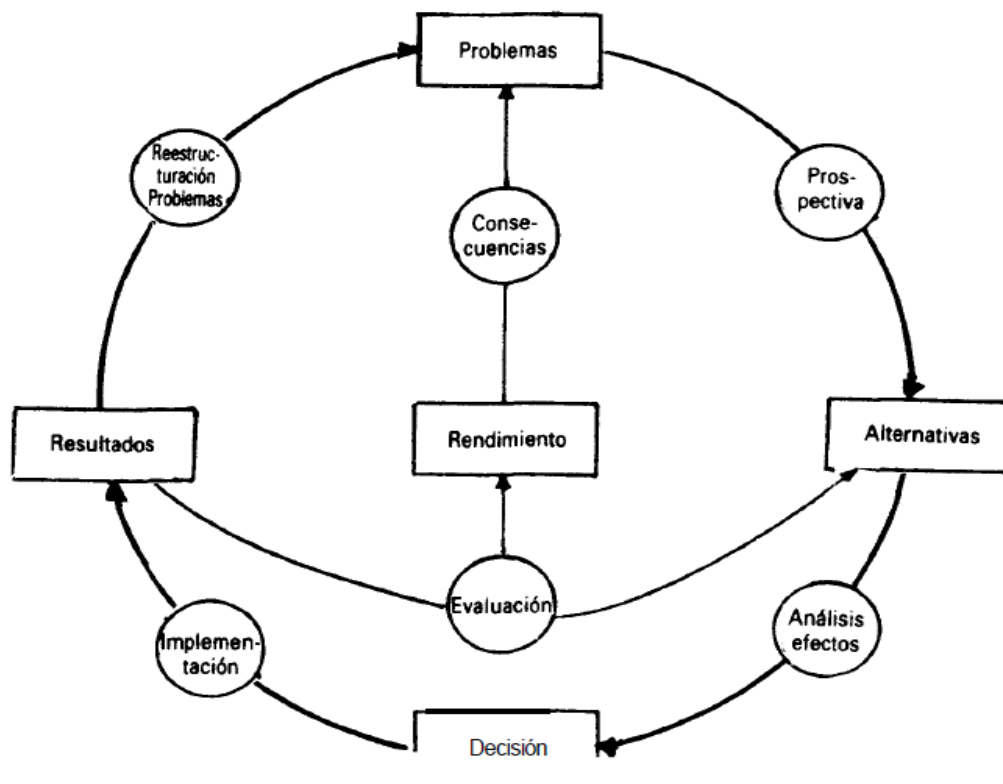 Problemas
Reestruc-
turación
Problemas
Pros-
pectiva
Conse-
cuencias
Resultados
Rendimiento
Alternativas
Evaluación
Análisis
efectos
Implemen-
tación
Decisión